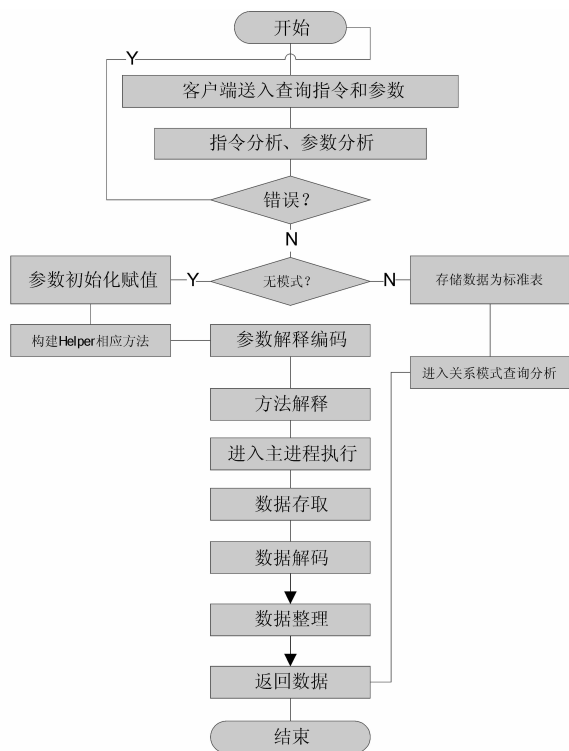 开始
Y
客户端送入查询指令和参数
指令分析、参数分析
错误?
N
参数初始化赋值
Y
无模式?
N
存储数据为标准表
构建Helper相应方法
参数解释编码
进入关系模式查询分析
方法解释
进入主进程执行
数据存取
数据解码
数据整理
返回数据
结束